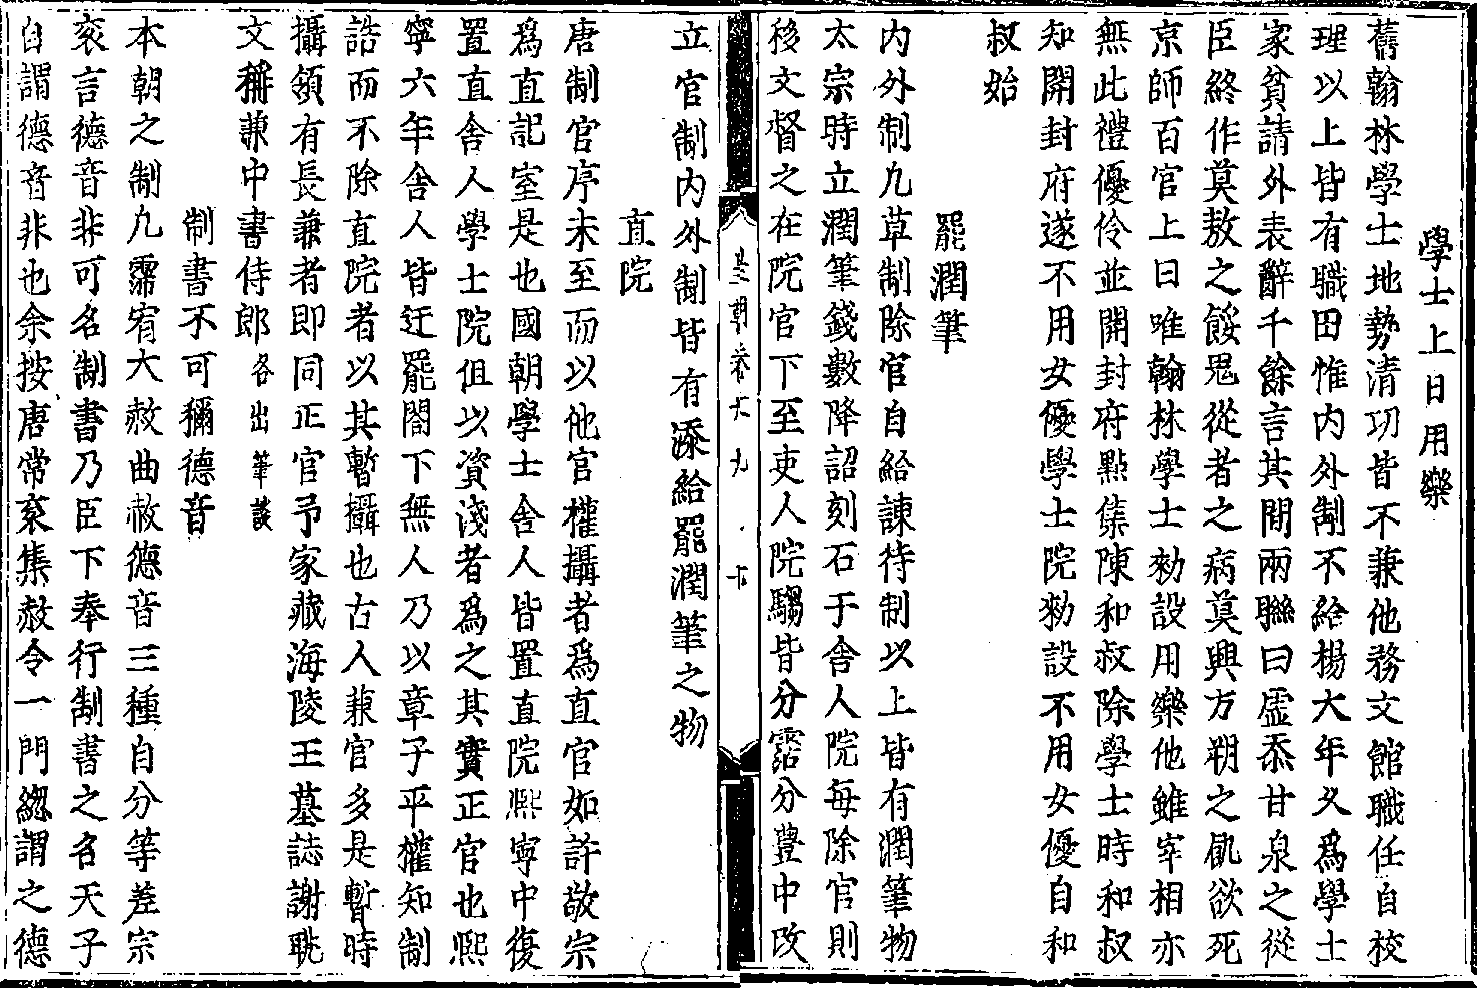 學士上日用樂
舊翰林學士地勢清切皆不兼他務文館職任自校
理以上皆有職田惟内外制不給楊大年乆爲學士
家貧請外表辭千餘言其間兩聯曰虛忝甘泉之從
臣終作莫敖之餒鬼從者之病莫興方朔之飢欲死
京師百官上日唯翰林學士勑設用樂他雖宰相亦
無此禮優伶並開封府㸃集陳和叔除學士時和叔
知開封府遂不用女優學士院勑設不用女優自和
叔始
罷潤筆
内外制凡草制除官自給諫待制以上皆有潤筆物
太宗時立潤筆錢數降詔刻石于舍人院每除官則
移文督之在院官下至吏人院騶皆分霑分豊中改
立官制内外制皆有添給罷潤筆之物
直院
唐制官序未至而以他官權攝者爲直官如許敬宗
爲直記室是也國朝學士舍人皆置直院熈寧中復
置直舍人學士院但以資淺者爲之其實正官也熈
寧六年舍人皆迁罷閤下無人乃以章子平權知制
誥而不除直院者以其暫攝也古人兼官多是暫時
攝領有長兼者即同正官予家藏海陵王墓誌謝朓
文稱兼中書侍郎 各出筆談
制書不可稱德音
本朝之制凡霈宥大赦曲赦德音三種自分等差宗
衮言德音非可名制書乃臣下奉行制書之名天子
自謂德音非也余按唐常衮集赦令一門緫謂之德